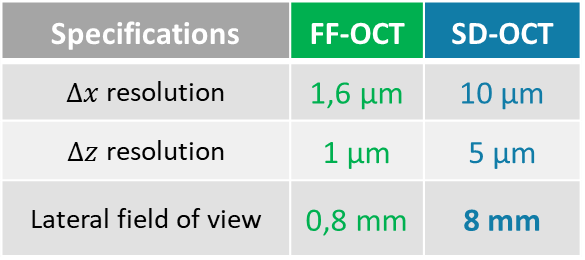 Specifications FF-OCT SD-OCT
Δx resolution 1,6 µm 10 µm
Δz resolution 1 µm 5 µm
Lateral field of view 0,8 mm 8 mm